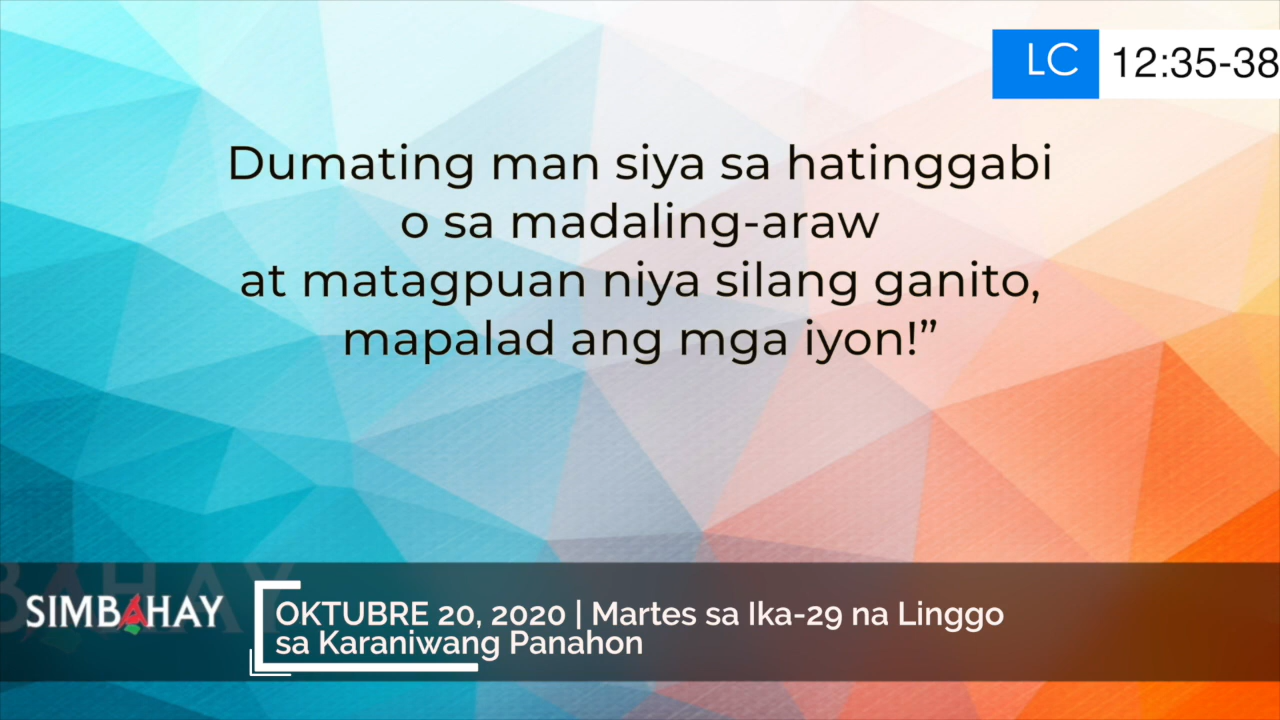 LC 12:35-38
Dumating man siya sa hatinggabi
o sa madaling-araw
at matagpuan niya silang ganito,
mapalad ang mga iyon!”
SIMBAHAY
OKTUBRE 20, 2020 | Martes sa Ika-29 na Linggo
sa Karaniwang Panahon